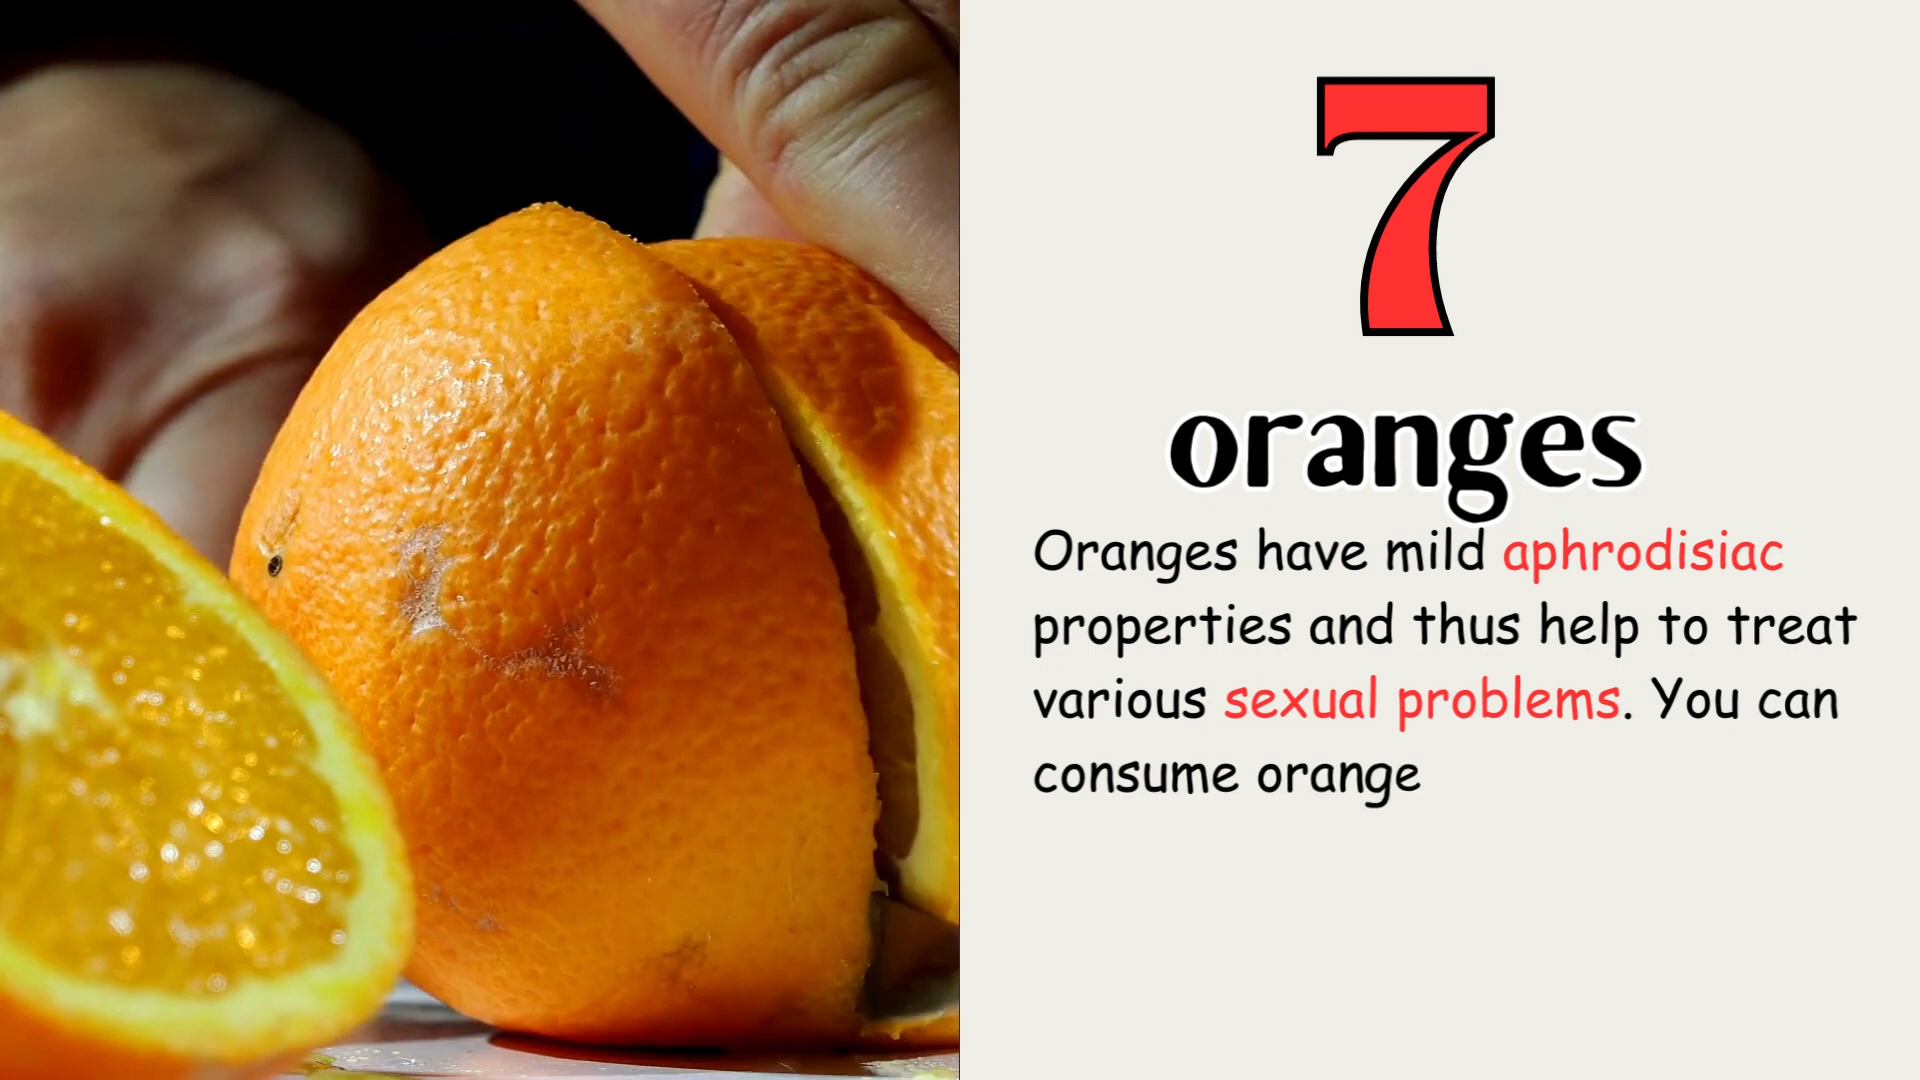 7
oranges
Oranges have mild aphrodisiac
properties and thus help to treat
various sexual problems. You can
consume orange